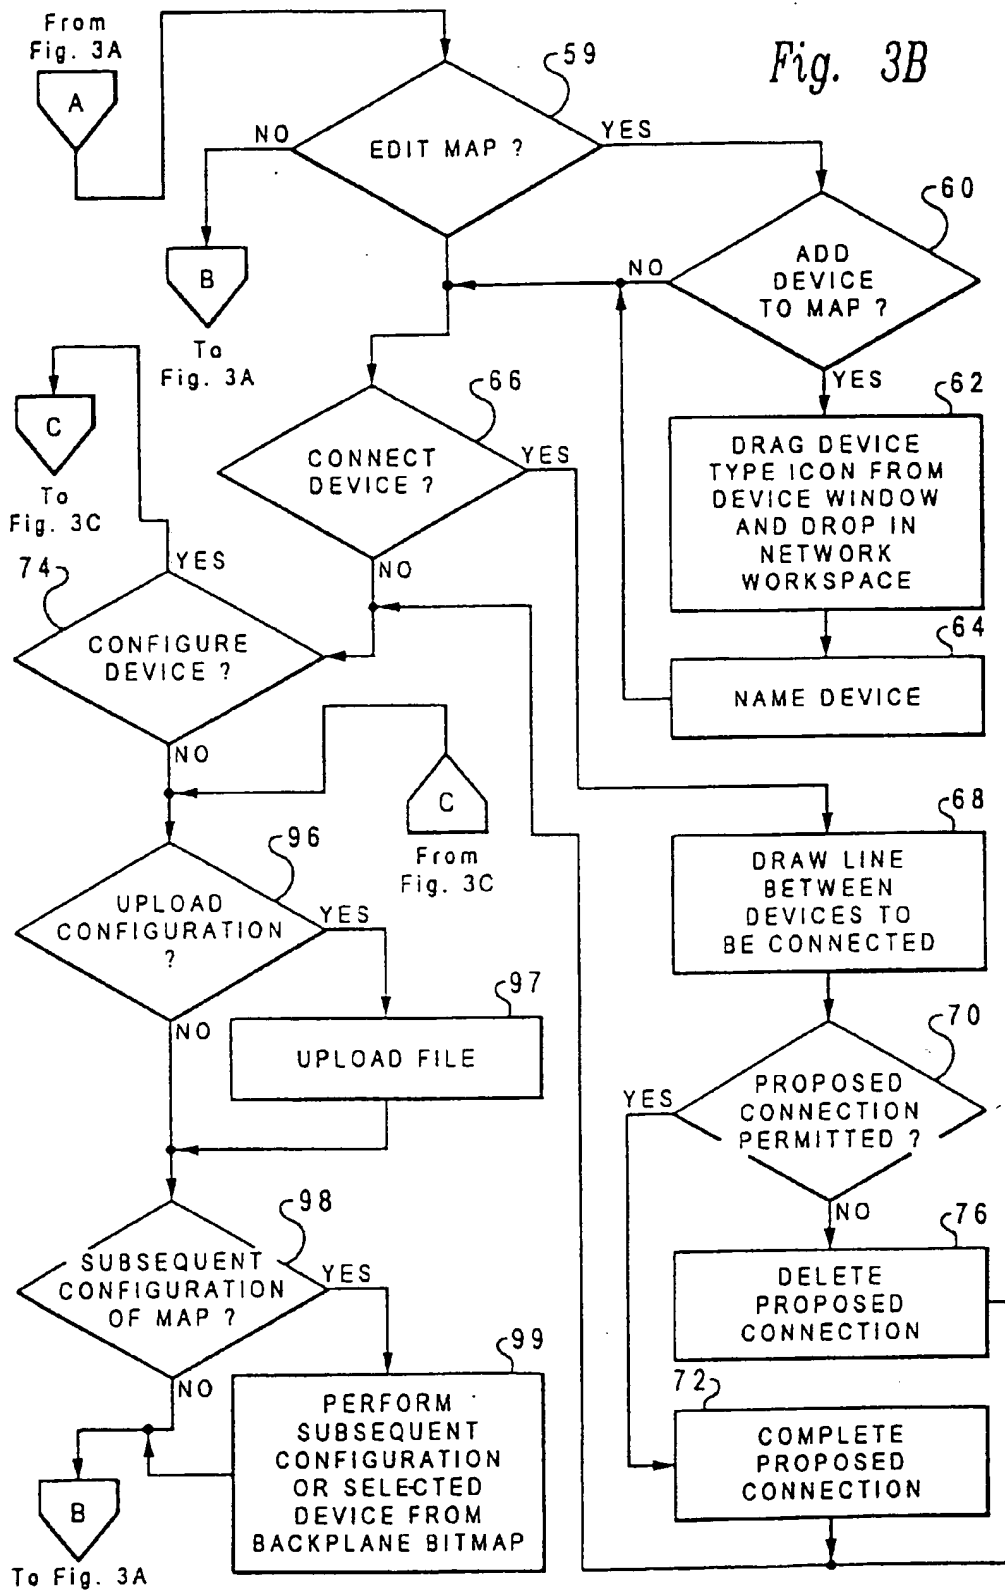 From
Fig. 3A
A
Fig. 3B
59
EDIT MAP ?
NO
YES
B
To
Fig. 3A
60
ADD
DEVICE
TO MAP ?
NO
YES
C
To
Fig. 3C
66
CONNECT
DEVICE ?
YES
NO
62
DRAG DEVICE
TYPE ICON FROM
DEVICE WINDOW
AND DROP IN
NETWORK
WORKSPACE
64
NAME DEVICE
74
YES
CONFIGURE
DEVICE ?
NO
C
From
Fig. 3C
68
DRAW LINE
BETWEEN
DEVICES TO
BE CONNECTED
96
UPLOAD
CONFIGURATION
?
YES
NO
97
UPLOAD FILE
70
PROPOSED
CONNECTION
PERMITTED ?
YES
NO
76
DELETE
PROPOSED
CONNECTION
98
SUBSEQUENT
CONFIGURATION
OF MAP ?
YES
NO
99
PERFORM
SUBSEQUENT
CONFIGURATION
OR SELECTED
DEVICE FROM
BACKPLANE BITMAP
72
COMPLETE
PROPOSED
CONNECTION
B
To Fig. 3A